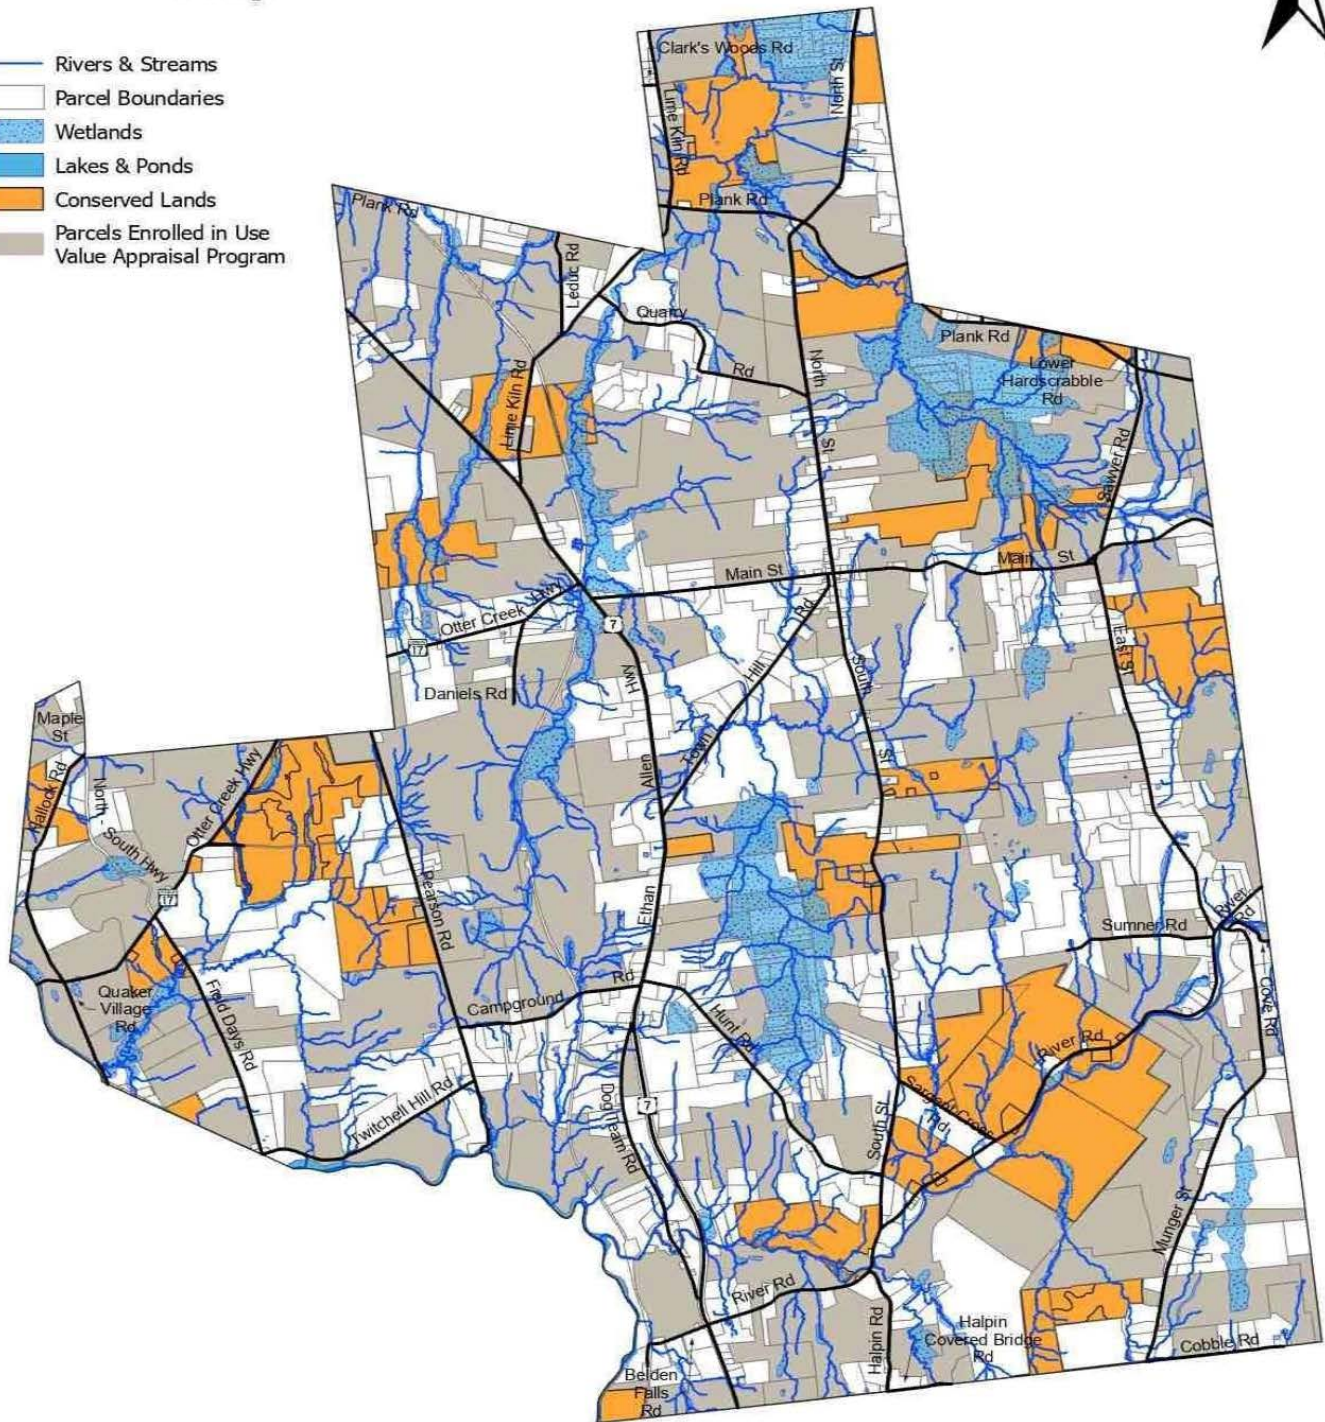 Rivers & Streams
Parcel Boundaries
Wetlands
Lakes & Ponds
Conserved Lands
Parcels Enrolled in Use
Value Appraisal Program
Clark's Woods Rd
North St
Lime Kiln Rd
Plank Rd
Plank Rd
Leduc Rd
Quarry
Rd
Plank Rd
Lower
Hardscrabble
Rd
North
St
Lime Kiln Rd
Sawyer Rd
Main St
Main St
Otter Creek Hwy
17
7
Hwy
Hill
Rd
South
St
East St
Daniels Rd
Maple
St
Hallock Rd
North -
South Hwy
Otter Creek Hwy
17
Allen
Town
Pearson Rd
Ethan
River
Rd
Sumner Rd
Quaker
Village
Rd
Field Days Rd
Campground
Rd
Hunt Rd
Cove Rd
River Rd
Twitchell Hill Rd
Dog Team Rd
7
South St
Rd
Munger St
River Rd
Halpin Rd
Halpin
Covered Bridge
Rd
Cobble Rd
Belden
Falls
Rd